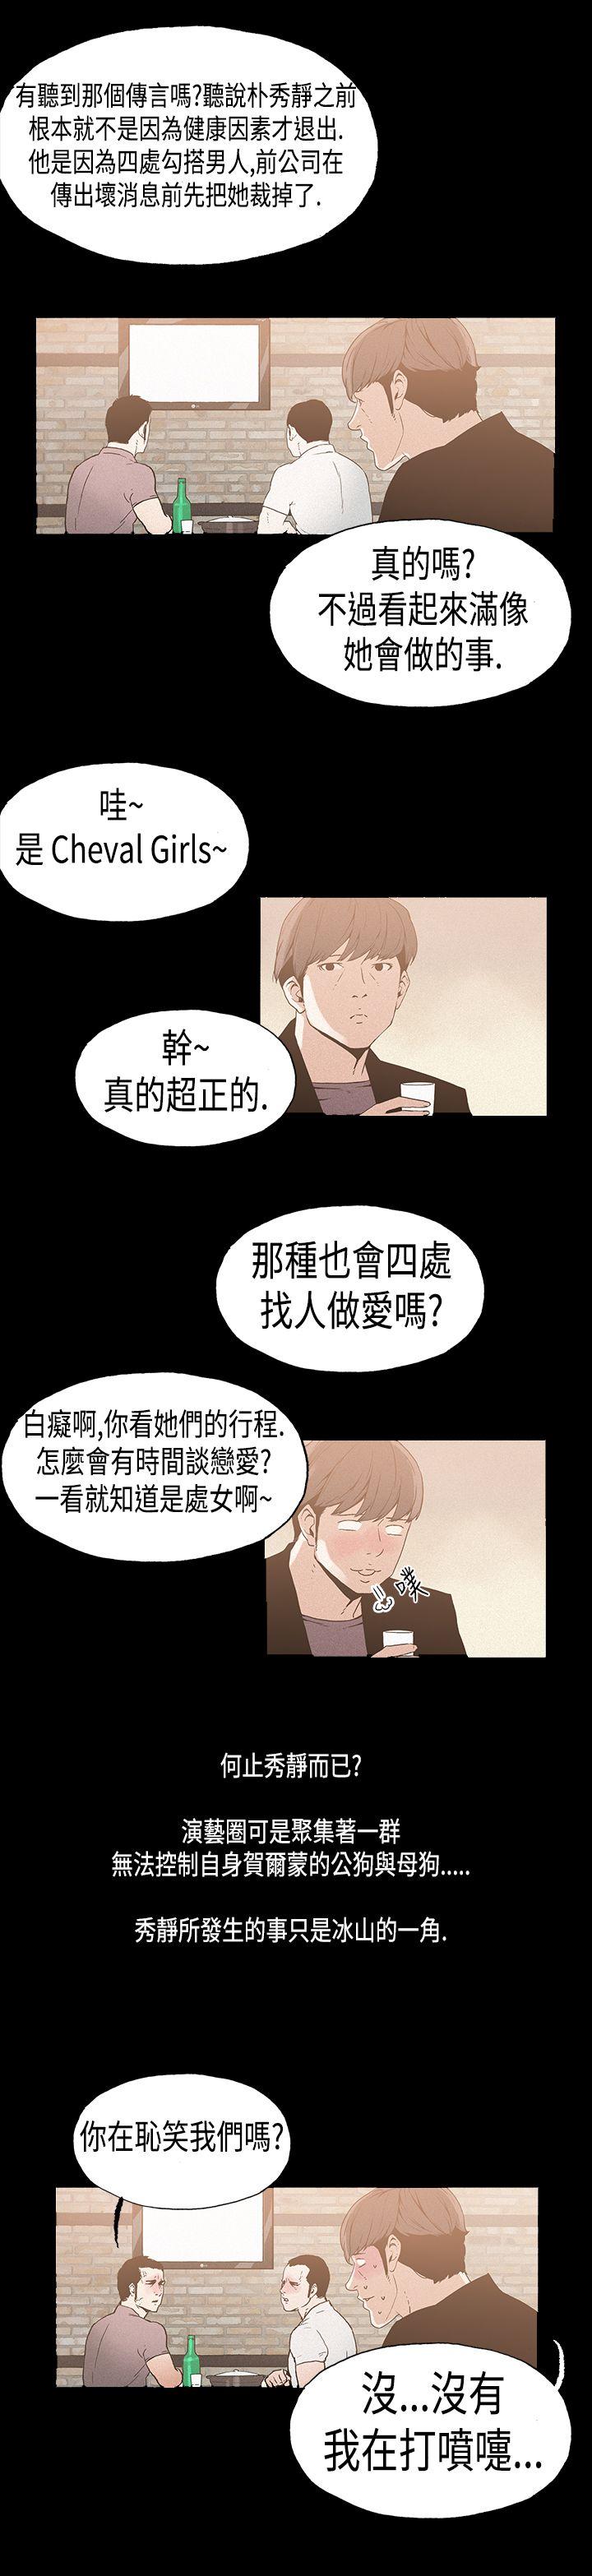 有聽到那個傳言嗎?聽說朴秀靜之前
根本就不是因為健康因素才退出.
他是因為四處勾搭男人,前公司在
傳出壞消息前先把她裁掉了.
真的嗎?
不過看起來滿像
她會做的事.
哇~
是 Cheval Girls~
幹~
真的超正的.
那種也會四處
找人做愛嗎?
白癡啊,你看她們的行程.
怎麼會有時間談戀愛?
一看就知道是處女啊~
噗
何止秀靜而已?
演藝圈可是聚集著一群
無法控制自身賀爾蒙的公狗與母狗.....
秀靜所發生的事只是冰山的一角.
你在恥笑我們嗎?
沒...沒有
我在打噴嚏...